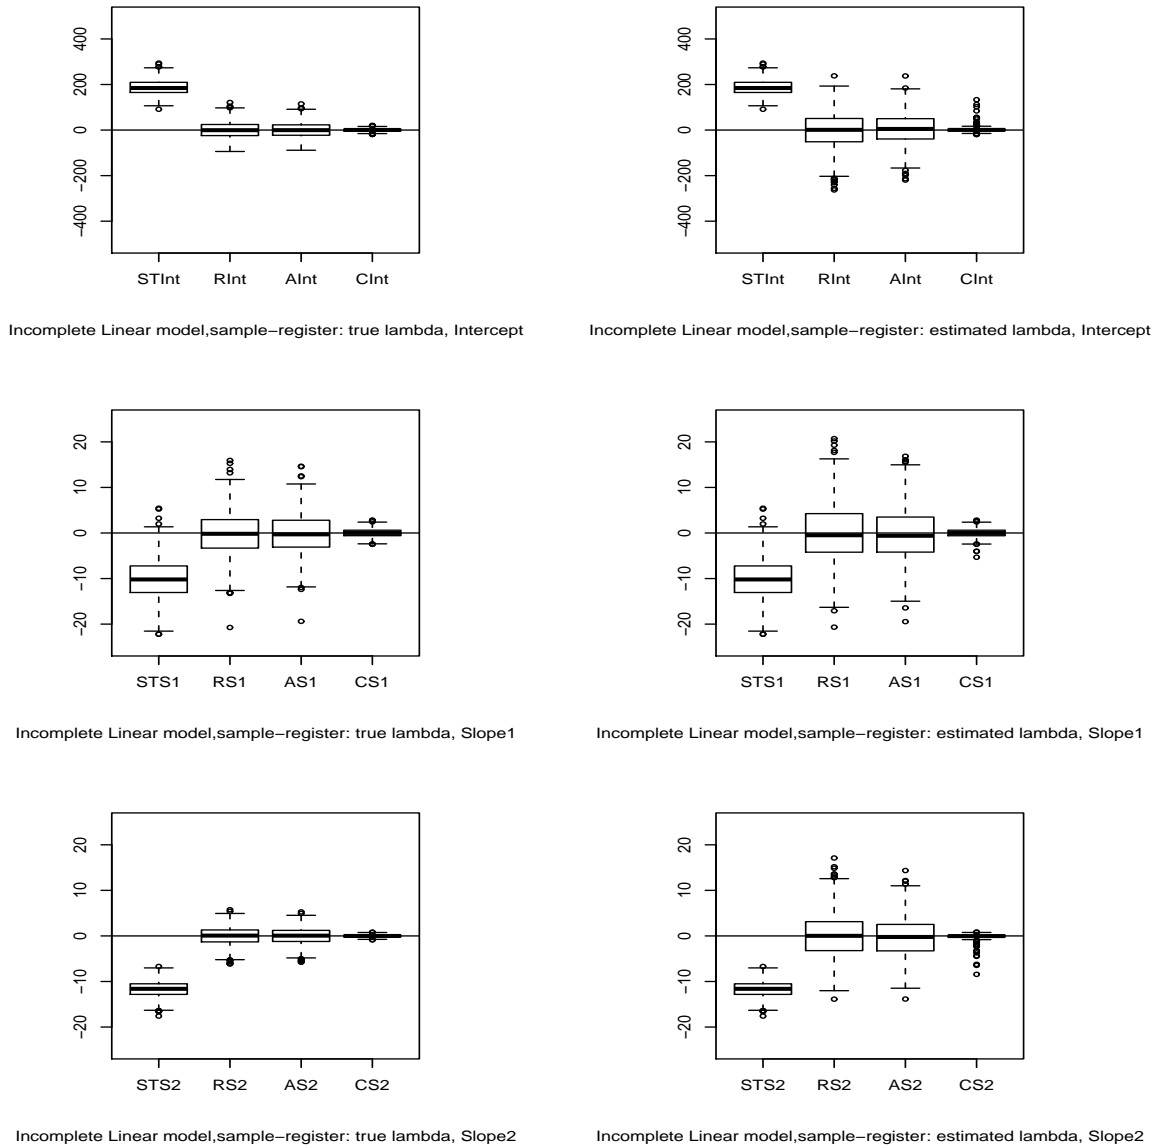 400
200
0
−200
−400
STInt RInt AInt CInt
Incomplete Linear model,sample−register: true lambda, Intercept
400
200
0
−200
−400
STInt RInt AInt CInt
Incomplete Linear model,sample−register: estimated lambda, Intercept
20
10
0
−10
−20
STS1 RS1 AS1 CS1
Incomplete Linear model,sample−register: true lambda, Slope1
20
10
0
−10
−20
STS1 RS1 AS1 CS1
Incomplete Linear model,sample−register: estimated lambda, Slope1
20
10
0
−10
−20
STS2 RS2 AS2 CS2
Incomplete Linear model,sample−register: true lambda, Slope2
20
10
0
−10
−20
STS2 RS2 AS2 CS2
Incomplete Linear model,sample−register: estimated lambda, Slope2